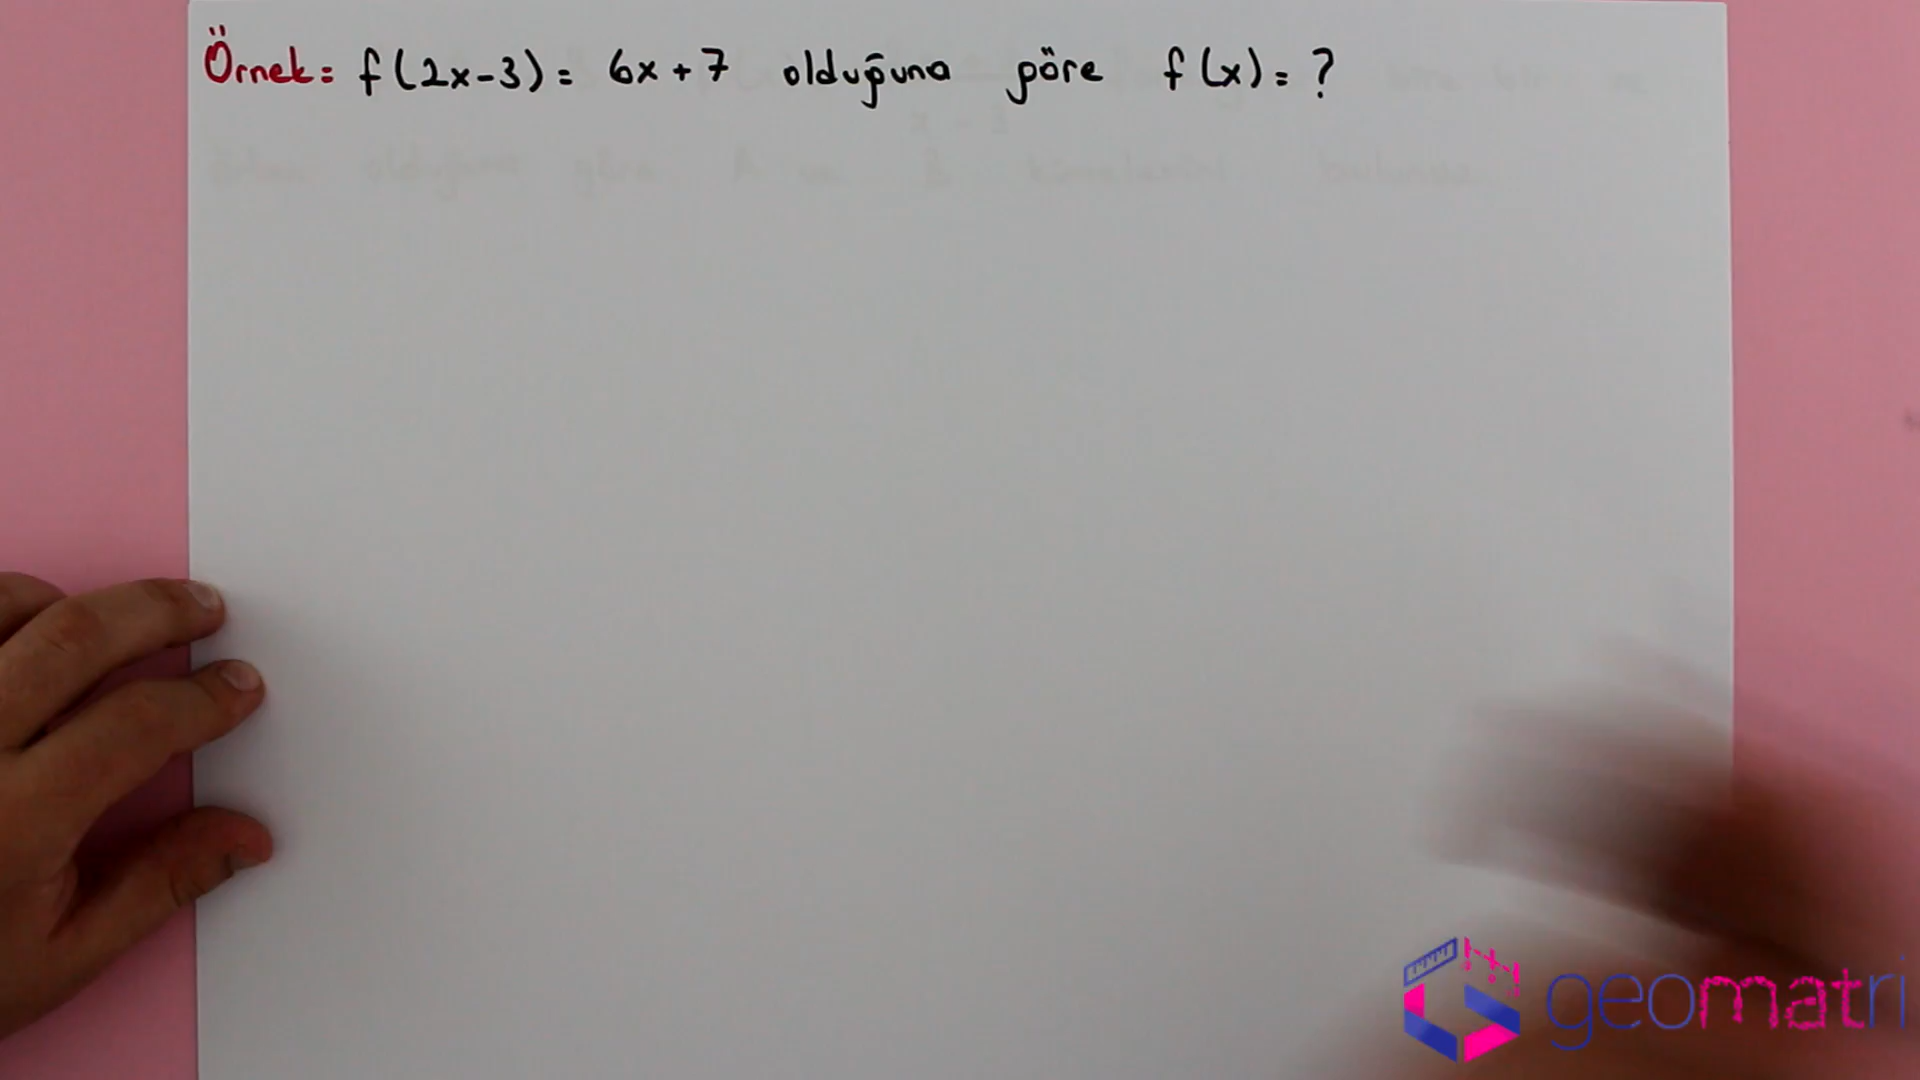 Örnek: f(2x-3) = 6x+7 olduğuna göre f(x) = ?
geomatri